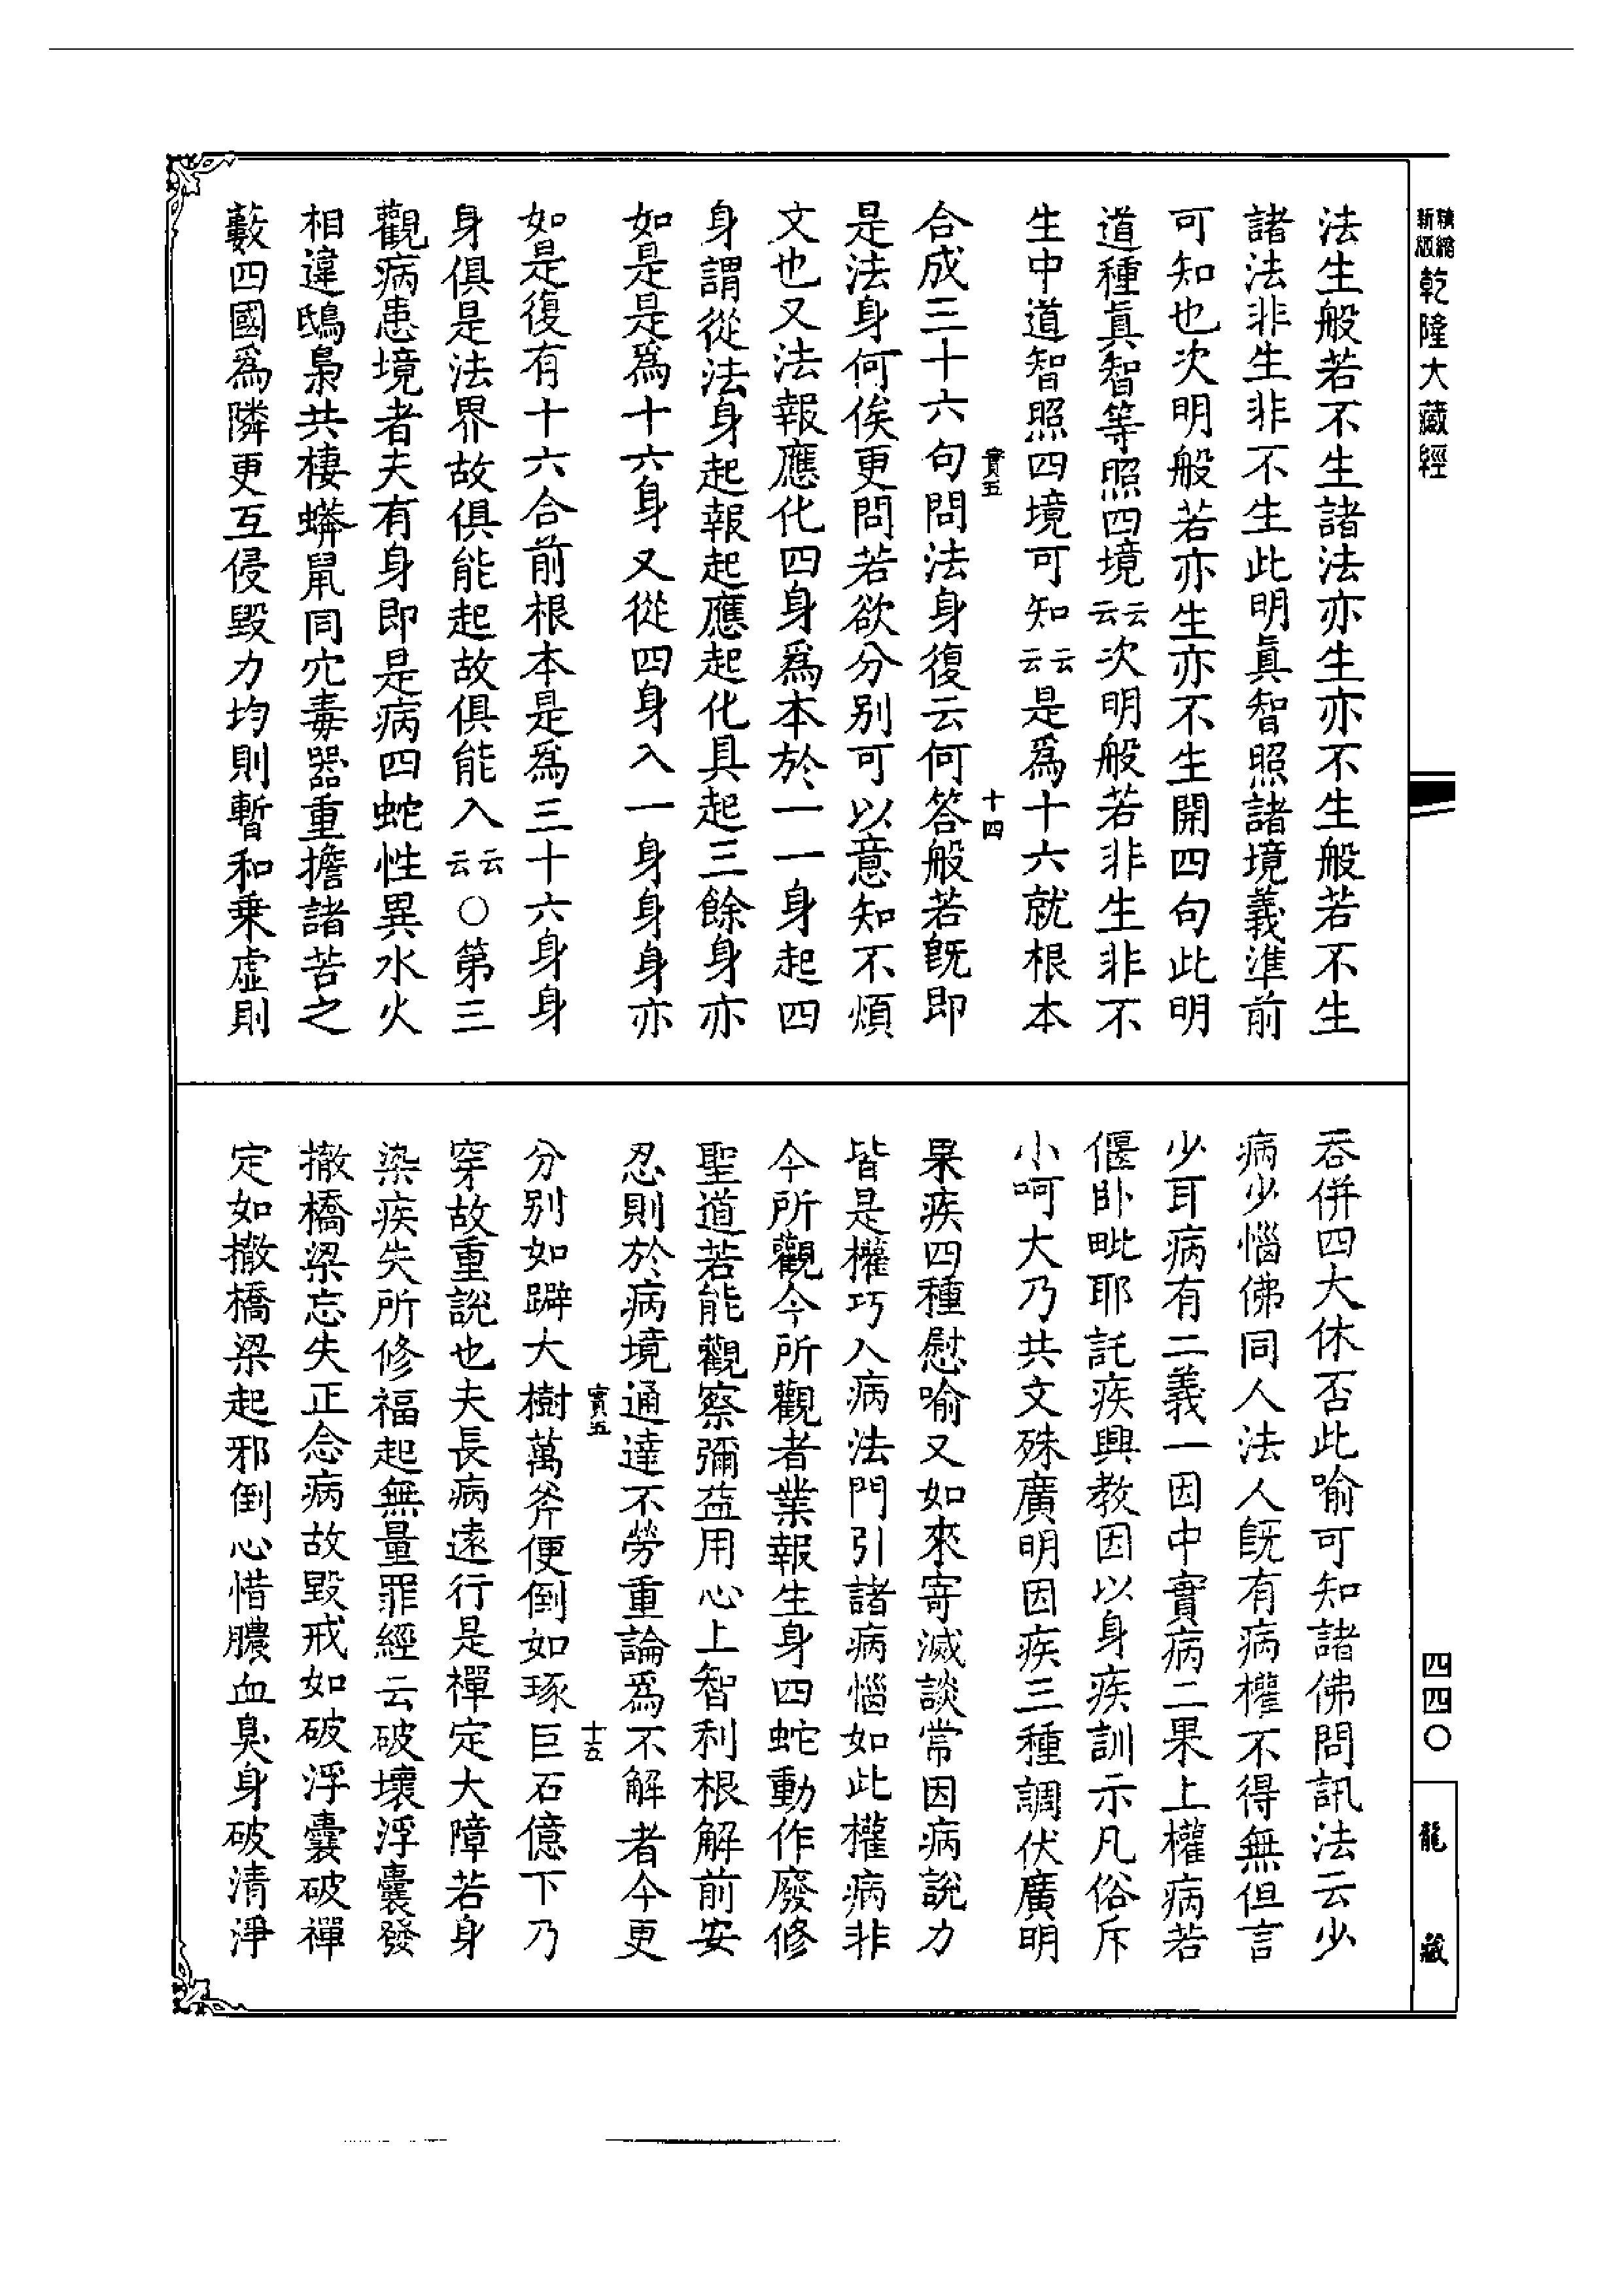 精縮新版
乾隆大藏經
法生般若不生諸法亦生亦不生般若不生
諸法非生非不生此明眞智照諸境義準前
可知也次明般若亦生亦不生開四句此明
道種眞智等照四境云云次明般若非生非不
生中道智照四境可知云云是爲十六就根本
實五
十四
合成三十六句問法身復云何答般若旣即
是法身何俟更問若欲分別可以意知不煩
文也又法報應化四身爲本於一一身起四
身謂從法身起報起應起化具起三餘身亦
如是是爲十六身又從四身入一身身身亦
如是復有十六合前根本是爲三十六身身
身俱是法界故俱能起故俱能入云云○第三
觀病患境者夫有身即是病四蛇性異水火
相違鴟梟共棲蟒鼠同穴毒器重擔諸苦之
藪四國爲隣更互侵毀力均則暫和乗虛則
吞併四大休否此喻可知諸佛問訊法云少
病少惱佛同人法人旣有病權不得無但言
少耳病有二義一因中實病二果上權病若
偃卧毗耶託疾興教因以身疾訓示凡俗斥
小呵大乃共文殊廣明因疾三種調伏廣明
果疾四種慰喻又如來寄滅談常因病說力
皆是權巧入病法門引諸病惱如此權病非
今所觀今所觀者業報生身四蛇動作廢修
聖道若能觀察彌益用心上智利根解前安
忍則於病境通達不勞重論爲不解者今更
實五
十五
分別如躃大樹萬斧便倒如琢巨石億下乃
穿故重說也夫長病遠行是禪定大障若身
染疾失所修福起無量罪經云破壞浮囊發
撤橋梁忘失正念病故毀戒如破浮囊破禪
定如撤橋梁起邪倒心惜膿血臭身破清淨
四四○
龍藏